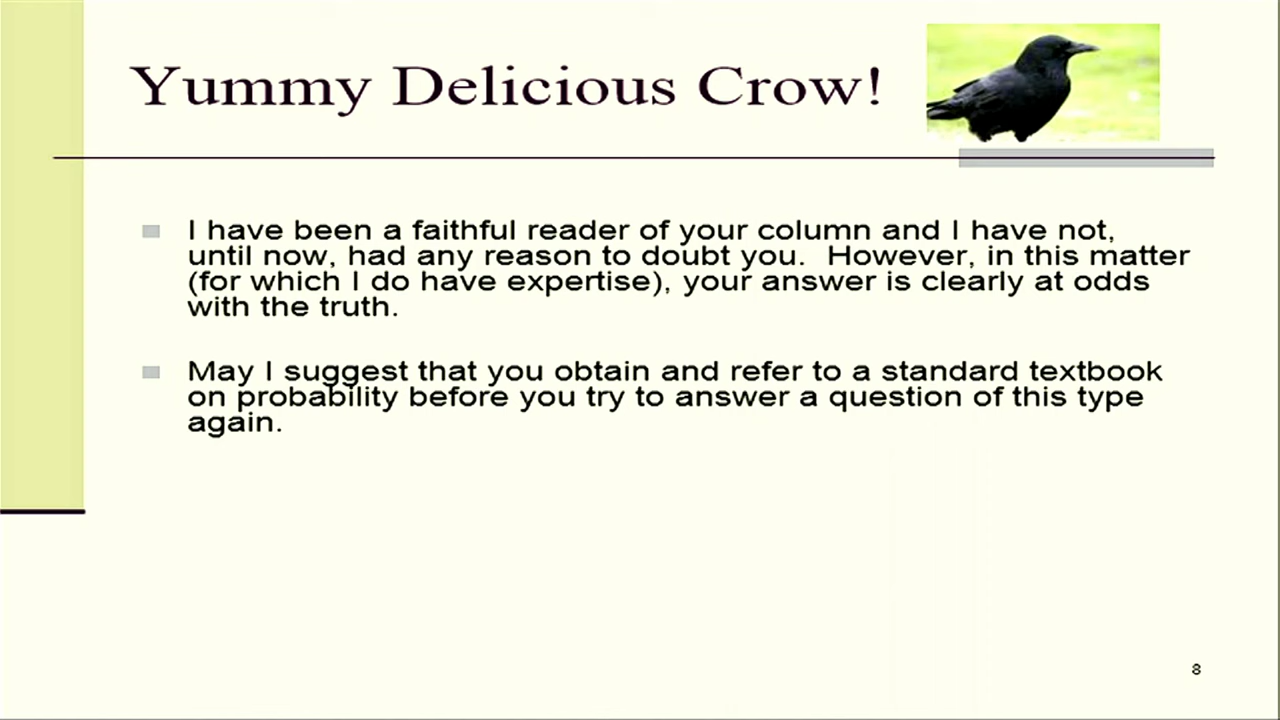 Yummy Delicious Crow!
I have been a faithful reader of your column and I have not,
until now, had any reason to doubt you.  However, in this matter
(for which I do have expertise), your answer is clearly at odds
with the truth.
May I suggest that you obtain and refer to a standard textbook
on probability before you try to answer a question of this type
again.
8